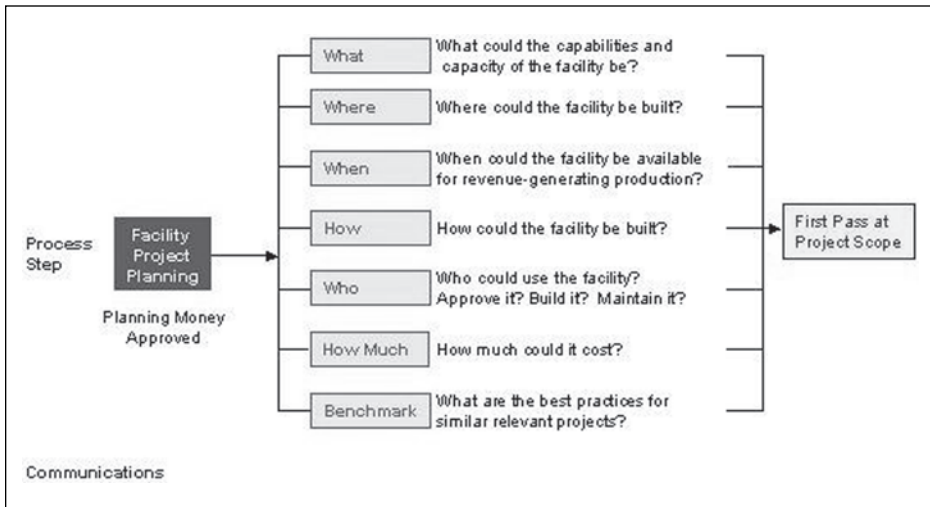 What
What could the capabilities and
capacity of the facility be?
Where
Where could the facility be built?
When
When could the facility be available
for revenue-generating production?
Process
Step
Facility
Project
Planning
Planning Money
Approved
How
How could the facility be built?
Who
Who could use the facility?
Approve it? Build it? Maintain it?
How Much
How much could it cost?
Benchmark
What are the best practices for
similar relevant projects?
First Pass at
Project Scope
Communications